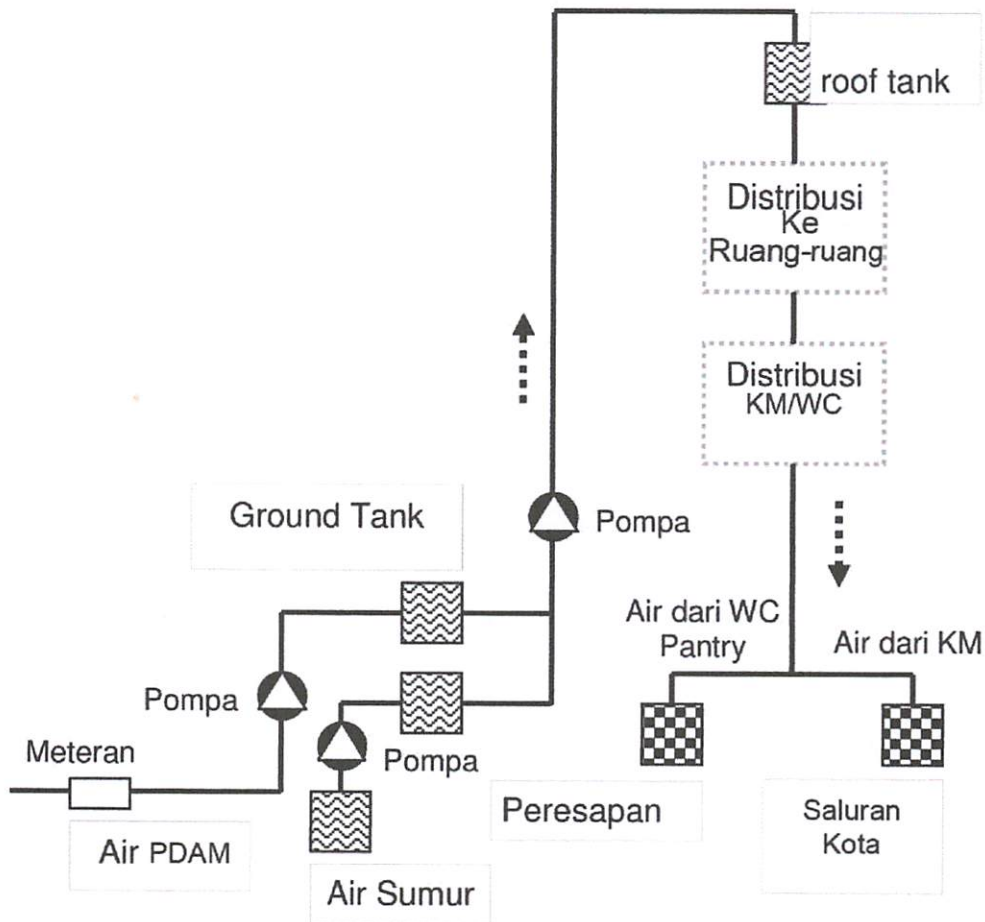 roof tank
Distribusi
Ke
Ruang-ruang
Distribusi
KM/WC
Ground Tank
Pompa
Air dari WC
Pantry
Air dari KM
Pompa
Meteran
Pompa
Peresapan
Saluran
Kota
Air PDAM
Air Sumur